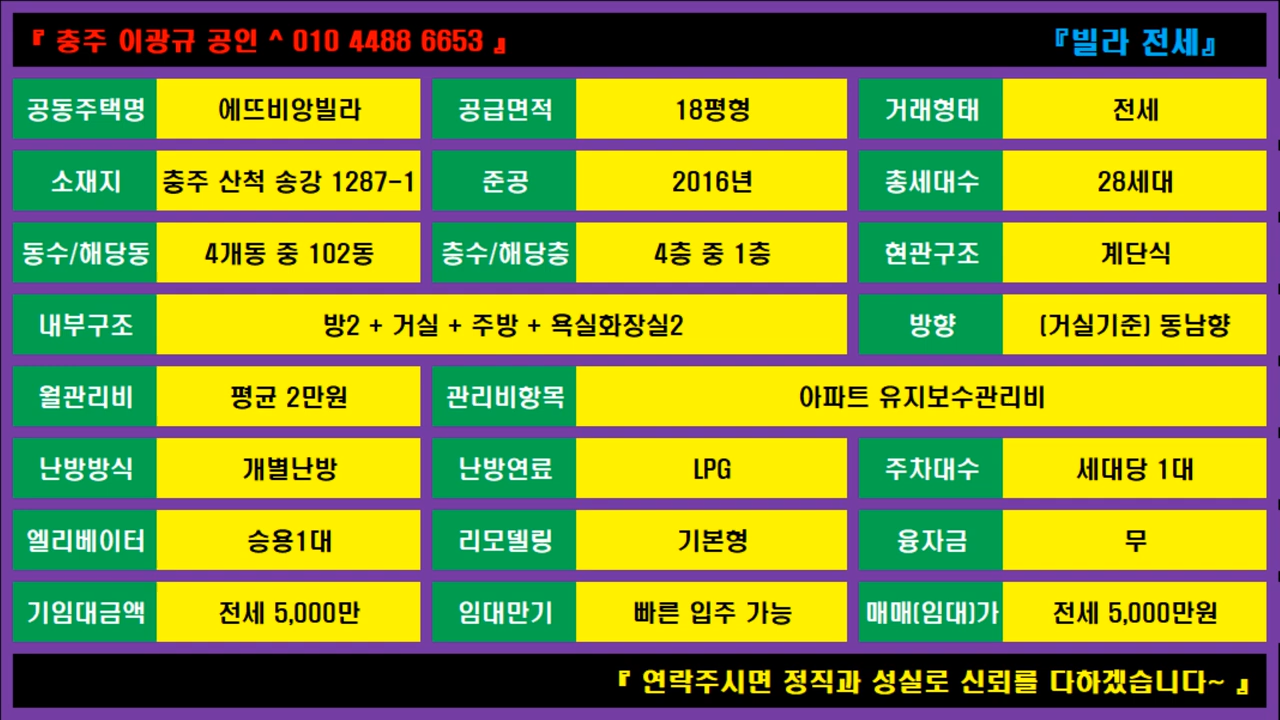 『 충주 이광규 공인 ^ 010 4488 6653 』 『빌라 전세』
공동주택명 에뜨비앙빌라 공급면적 18평형 거래형태 전세
소재지 충주 산척 송강 1287-1 준공 2016년 총세대수 28세대
동수/해당동 4개동 중 102동 층수/해당층 4층 중 1층 현관구조 계단식
내부구조 방2 + 거실 + 주방 + 욕실화장실2 방향 (거실기준) 동남향
월관리비 평균 2만원 관리비항목 아파트 유지보수관리비
난방방식 개별난방 난방연료 LPG 주차대수 세대당 1대
엘리베이터 승용1대 리모델링 기본형 융자금 무
기임대금액 전세 5,000만 임대만기 빠른 입주 가능 매매(임대)가 전세 5,000만원
『 연락주시면 정직과 성실로 신뢰를 다하겠습니다~ 』